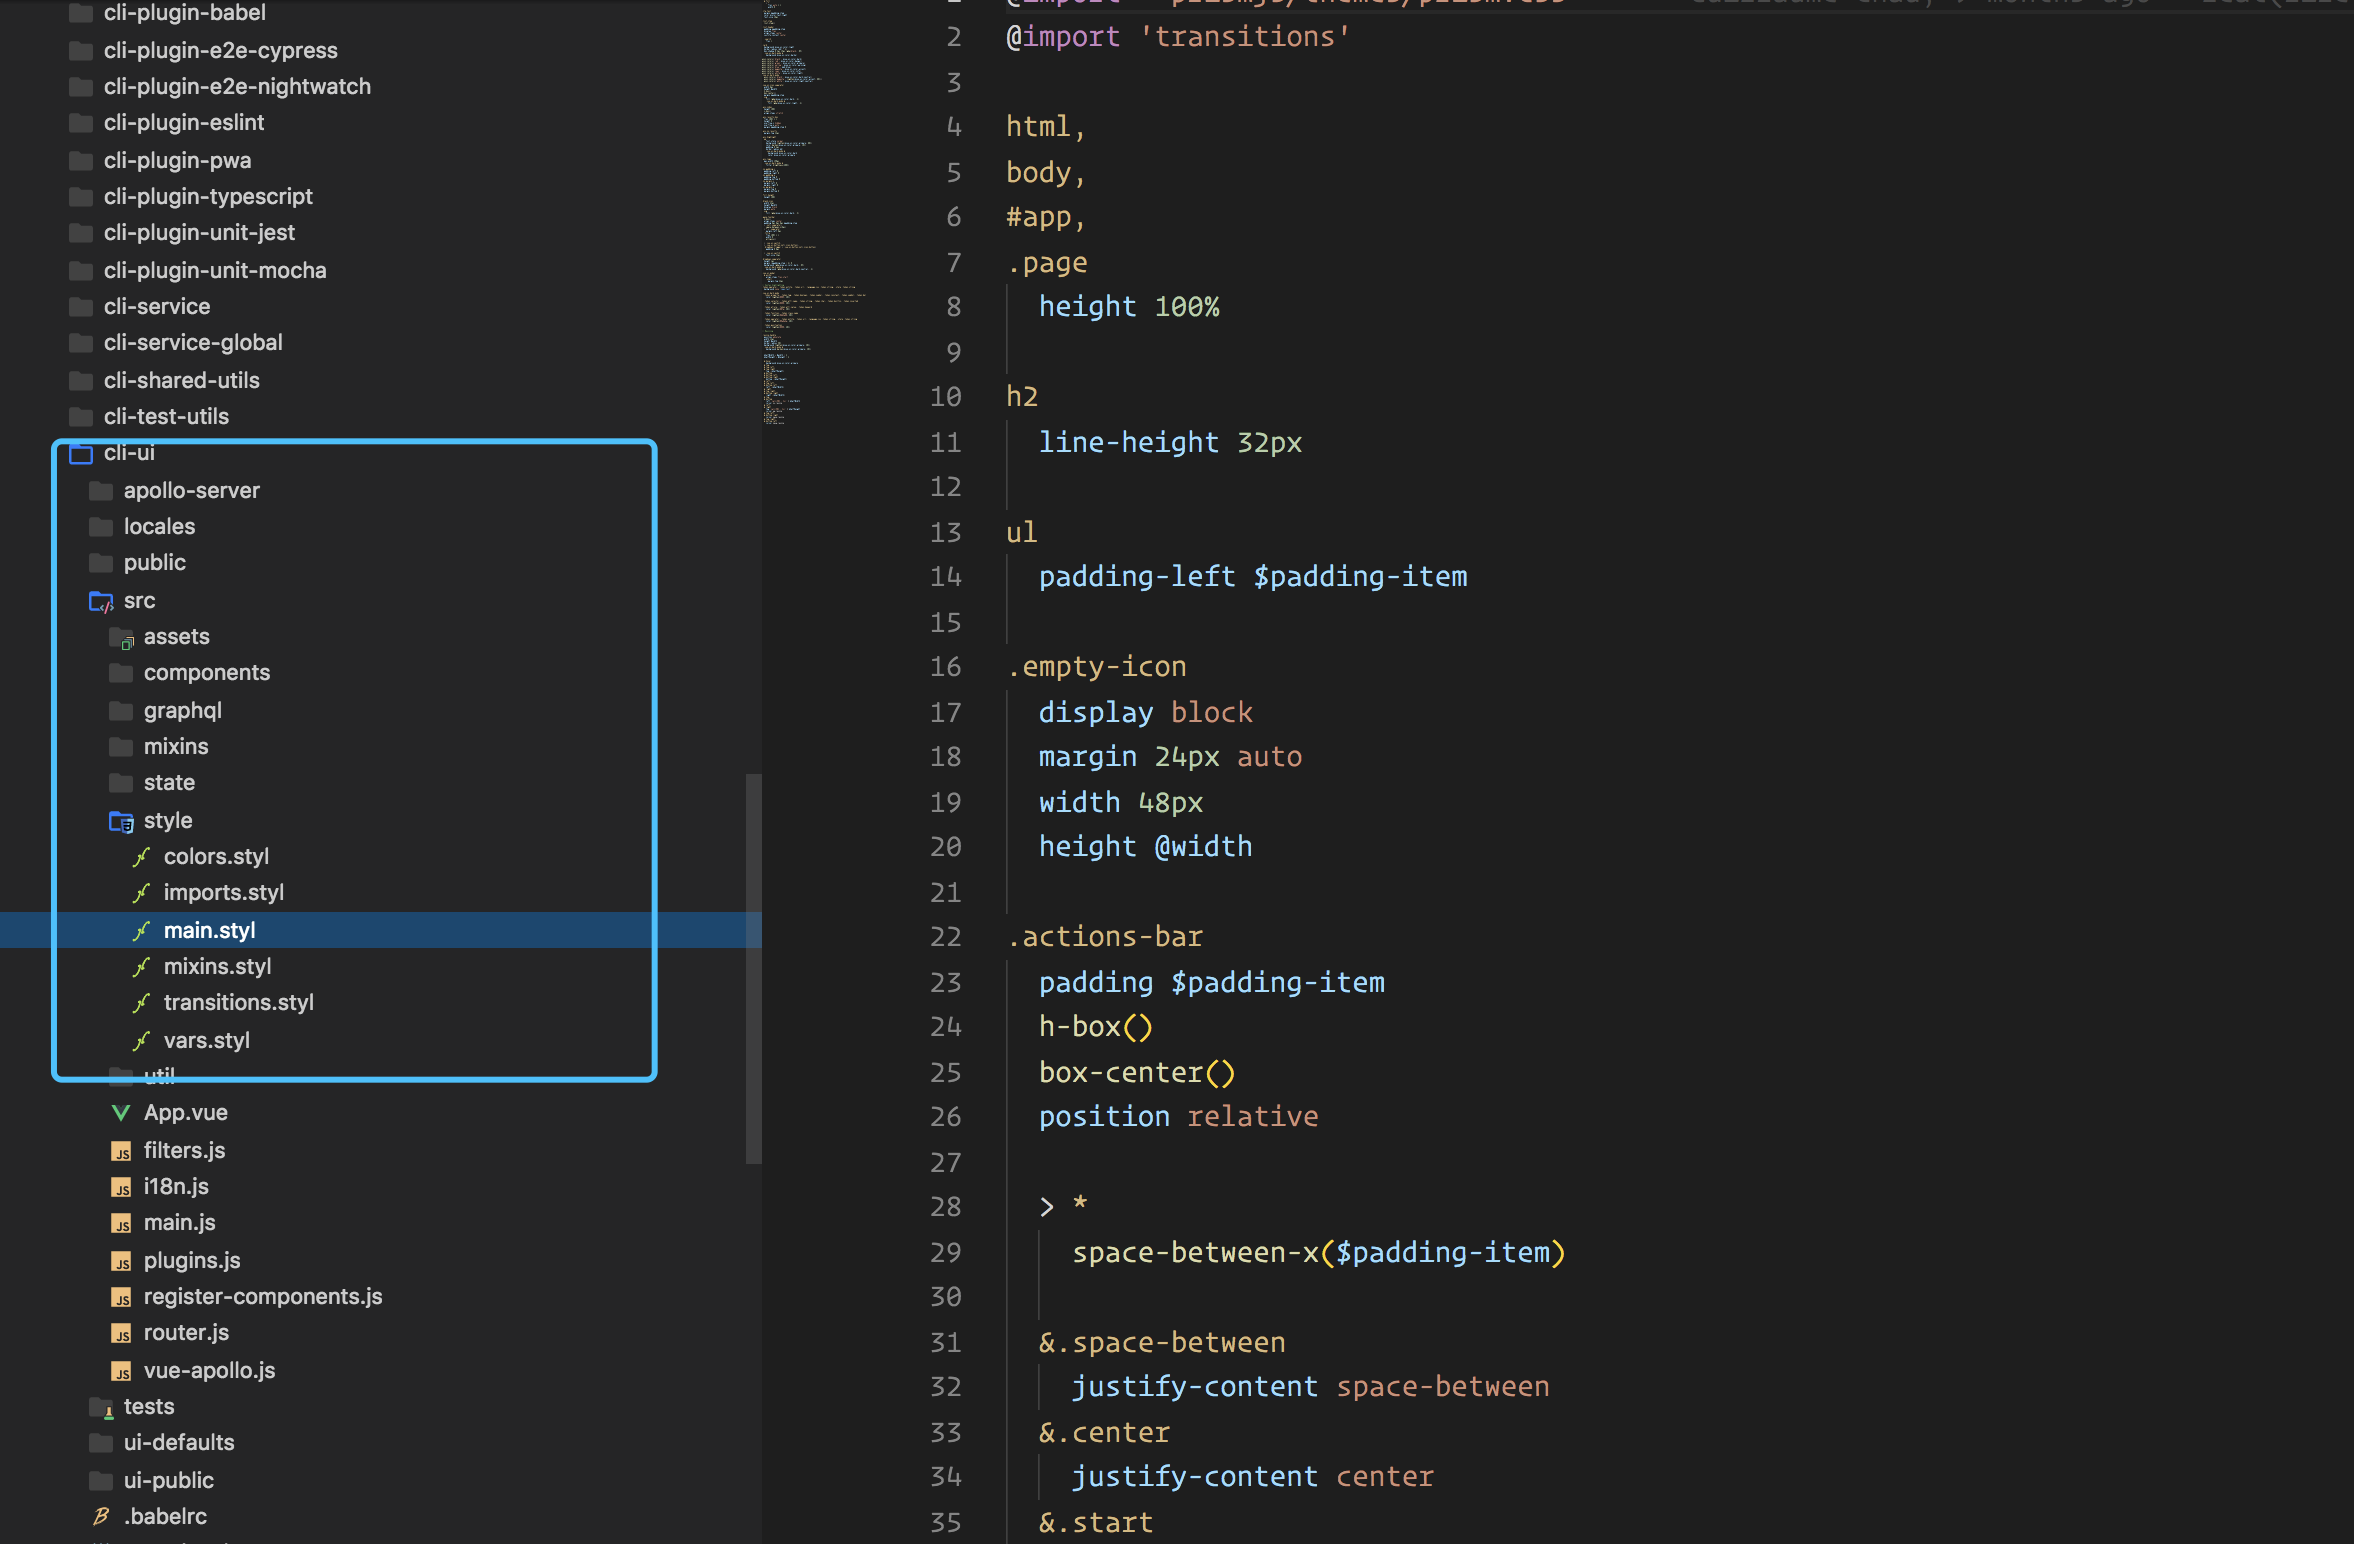 cli-plugin-babel
cli-plugin-e2e-cypress
cli-plugin-e2e-nightwatch
cli-plugin-eslint
cli-plugin-pwa
cli-plugin-typescript
cli-plugin-unit-jest
cli-plugin-unit-mocha
cli-service
cli-service-global
cli-shared-utils
cli-test-utils
cli-ui
apollo-server
locales
public
src
assets
components
graphql
mixins
state
style
colors.styl
imports.styl
main.styl
mixins.styl
transitions.styl
vars.styl
util
App.vue
JS filters.js
JS i18n.js
JS main.js
JS plugins.js
JS register-components.js
JS router.js
JS vue-apollo.js
tests
ui-defaults
ui-public
.babelrc
2 @import 'transitions'
3
4 html,
5 body,
6 #app,
7 .page
8 height 100%
9
10 h2
11 line-height 32px
12
13 ul
14 padding-left $padding-item
15
16 .empty-icon
17 display block
18 margin 24px auto
19 width 48px
20 height @width
21
22 .actions-bar
23 padding $padding-item
24 h-box()
25 box-center()
26 position relative
27
28 > *
29 space-between-x($padding-item)
30
31 &.space-between
32 justify-content space-between
33 &.center
34 justify-content center
35 &.start